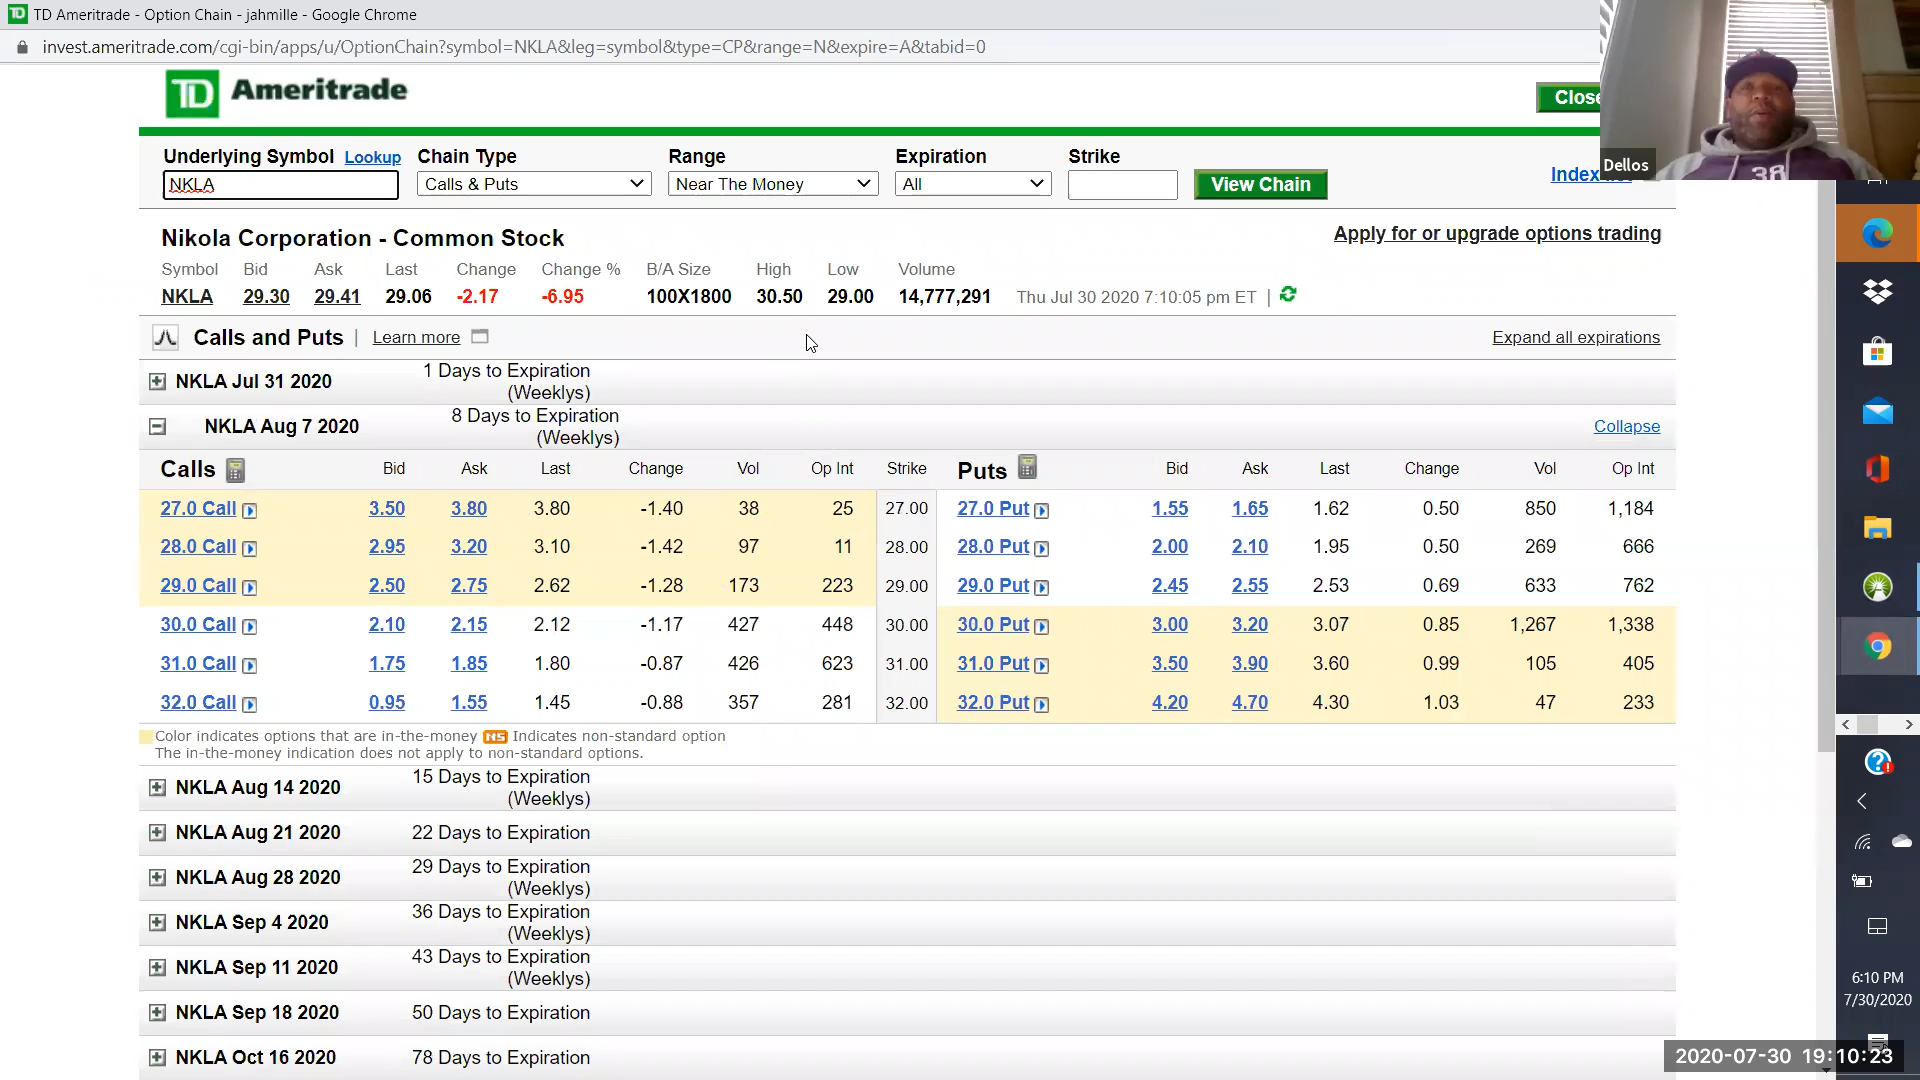 TD Ameritrade - Option Chain - jahmille - Google Chrome
invest.ameritrade.com/cgi-bin/apps/u/OptionChain?symbol=NKLA&leg=symbol&type=CP&range=N&expire=A&tabid=0
TD Ameritrade
Close
Dellos
38
Underlying Symbol Lookup Chain Type Range Expiration Strike
NKLA Calls & Puts Near The Money All View Chain
Index
Nikola Corporation - Common Stock Apply for or upgrade options trading
Symbol Bid Ask Last Change Change % B/A Size High Low Volume
NKLA 29.30 29.41 29.06 -2.17 -6.95 100X1800 30.50 29.00 14,777,291 Thu Jul 30 2020 7:10:05 pm ET |
Calls and Puts | Learn more Expand all expirations
NKLA Jul 31 2020 1 Days to Expiration
(Weeklys)
NKLA Aug 7 2020 8 Days to Expiration
(Weeklys) Collapse
Calls Bid Ask Last Change Vol Op Int Strike Puts Bid Ask Last Change Vol Op Int
27.0 Call 3.50 3.80 3.80 -1.40 38 25 27.00 27.0 Put 1.55 1.65 1.62 0.50 850 1,184
28.0 Call 2.95 3.20 3.10 -1.42 97 11 28.00 28.0 Put 2.00 2.10 1.95 0.50 269 666
29.0 Call 2.50 2.75 2.62 -1.28 173 223 29.00 29.0 Put 2.45 2.55 2.53 0.69 633 762
30.0 Call 2.10 2.15 2.12 -1.17 427 448 30.00 30.0 Put 3.00 3.20 3.07 0.85 1,267 1,338
31.0 Call 1.75 1.85 1.80 -0.87 426 623 31.00 31.0 Put 3.50 3.90 3.60 0.99 105 405
32.0 Call 0.95 1.55 1.45 -0.88 357 281 32.00 32.0 Put 4.20 4.70 4.30 1.03 47 233
Color indicates options that are in-the-money NS Indicates non-standard option
The in-the-money indication does not apply to non-standard options.
NKLA Aug 14 2020 15 Days to Expiration
(Weeklys)
NKLA Aug 21 2020 22 Days to Expiration
NKLA Aug 28 2020 29 Days to Expiration
(Weeklys)
NKLA Sep 4 2020 36 Days to Expiration
(Weeklys)
NKLA Sep 11 2020 43 Days to Expiration
(Weeklys)
NKLA Sep 18 2020 50 Days to Expiration
NKLA Oct 16 2020 78 Days to Expiration
6:10 PM
7/30/2020
2020-07-30 19:10:23